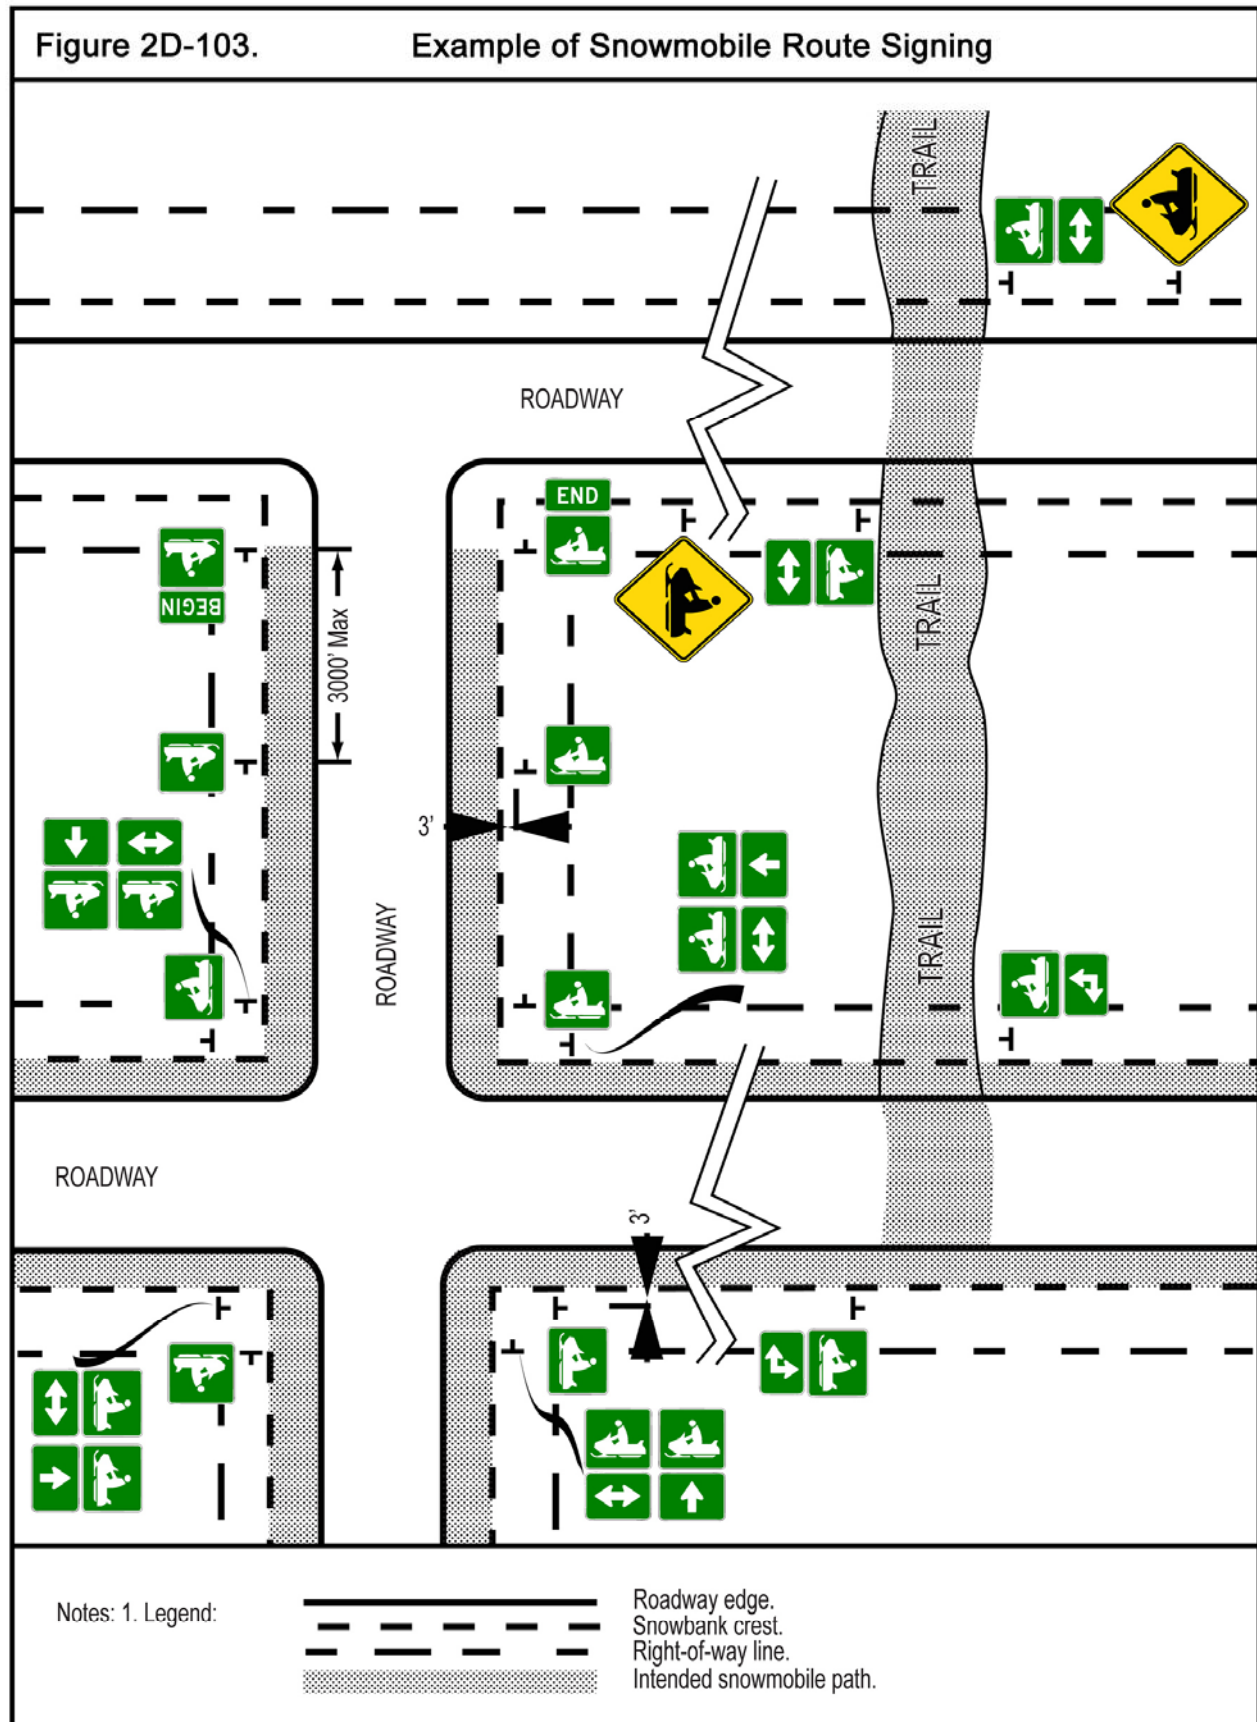 Figure 2D-103. Example of Snowmobile Route Signing
TRAIL
ROADWAY
END
BEGIN
3000' Max
TRAIL
3'
ROADWAY
TRAIL
ROADWAY
3'
Notes: 1. Legend:
Roadway edge.
Snowbank crest.
Right-of-way line.
Intended snowmobile path.